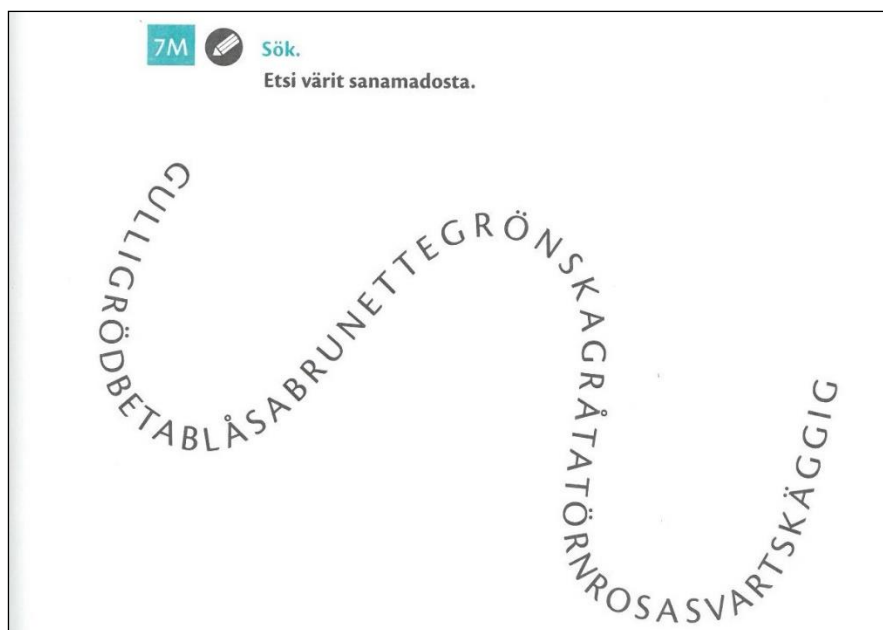 7M Sök.
Etsi värit sanamadosta.
GULLIGRÖDBETABLÅSABRUNETTEGRÖNSKAGRÅTATÖRNROSASVARTSKÄGGIG